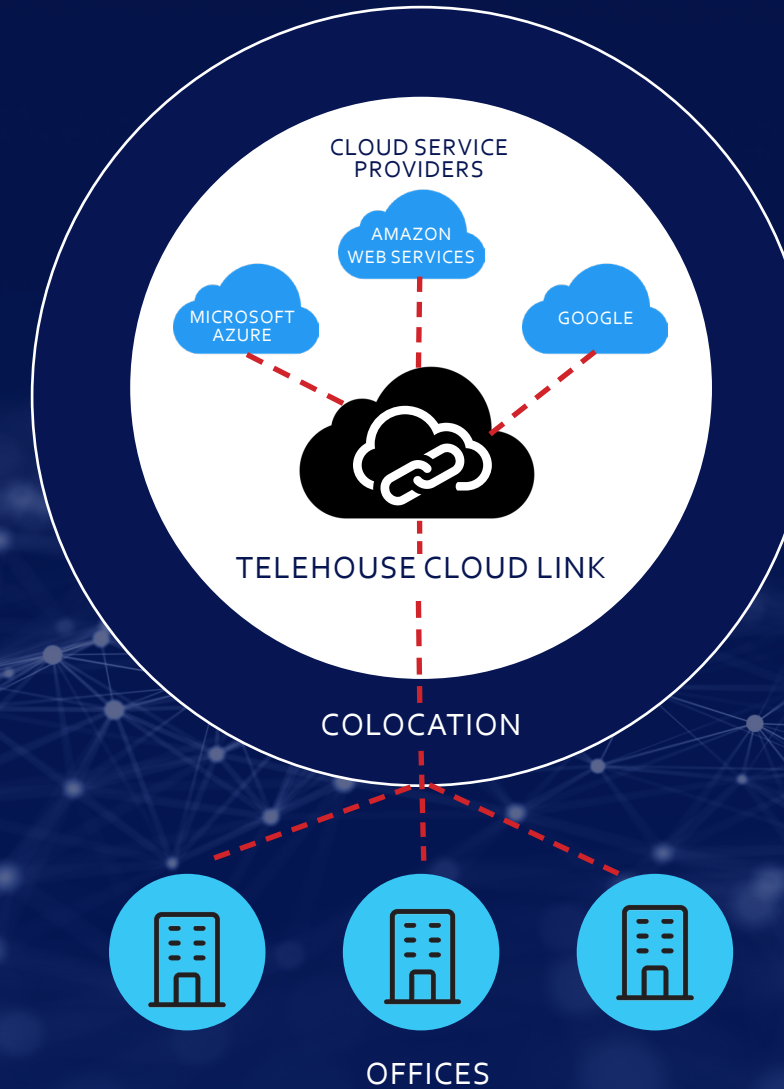 CLOUD SERVICE
PROVIDERS
AMAZON
WEB SERVICES
MICROSOFT
AZURE
GOOGLE
TELEHOUSE CLOUD LINK
COLOCATION
OFFICES